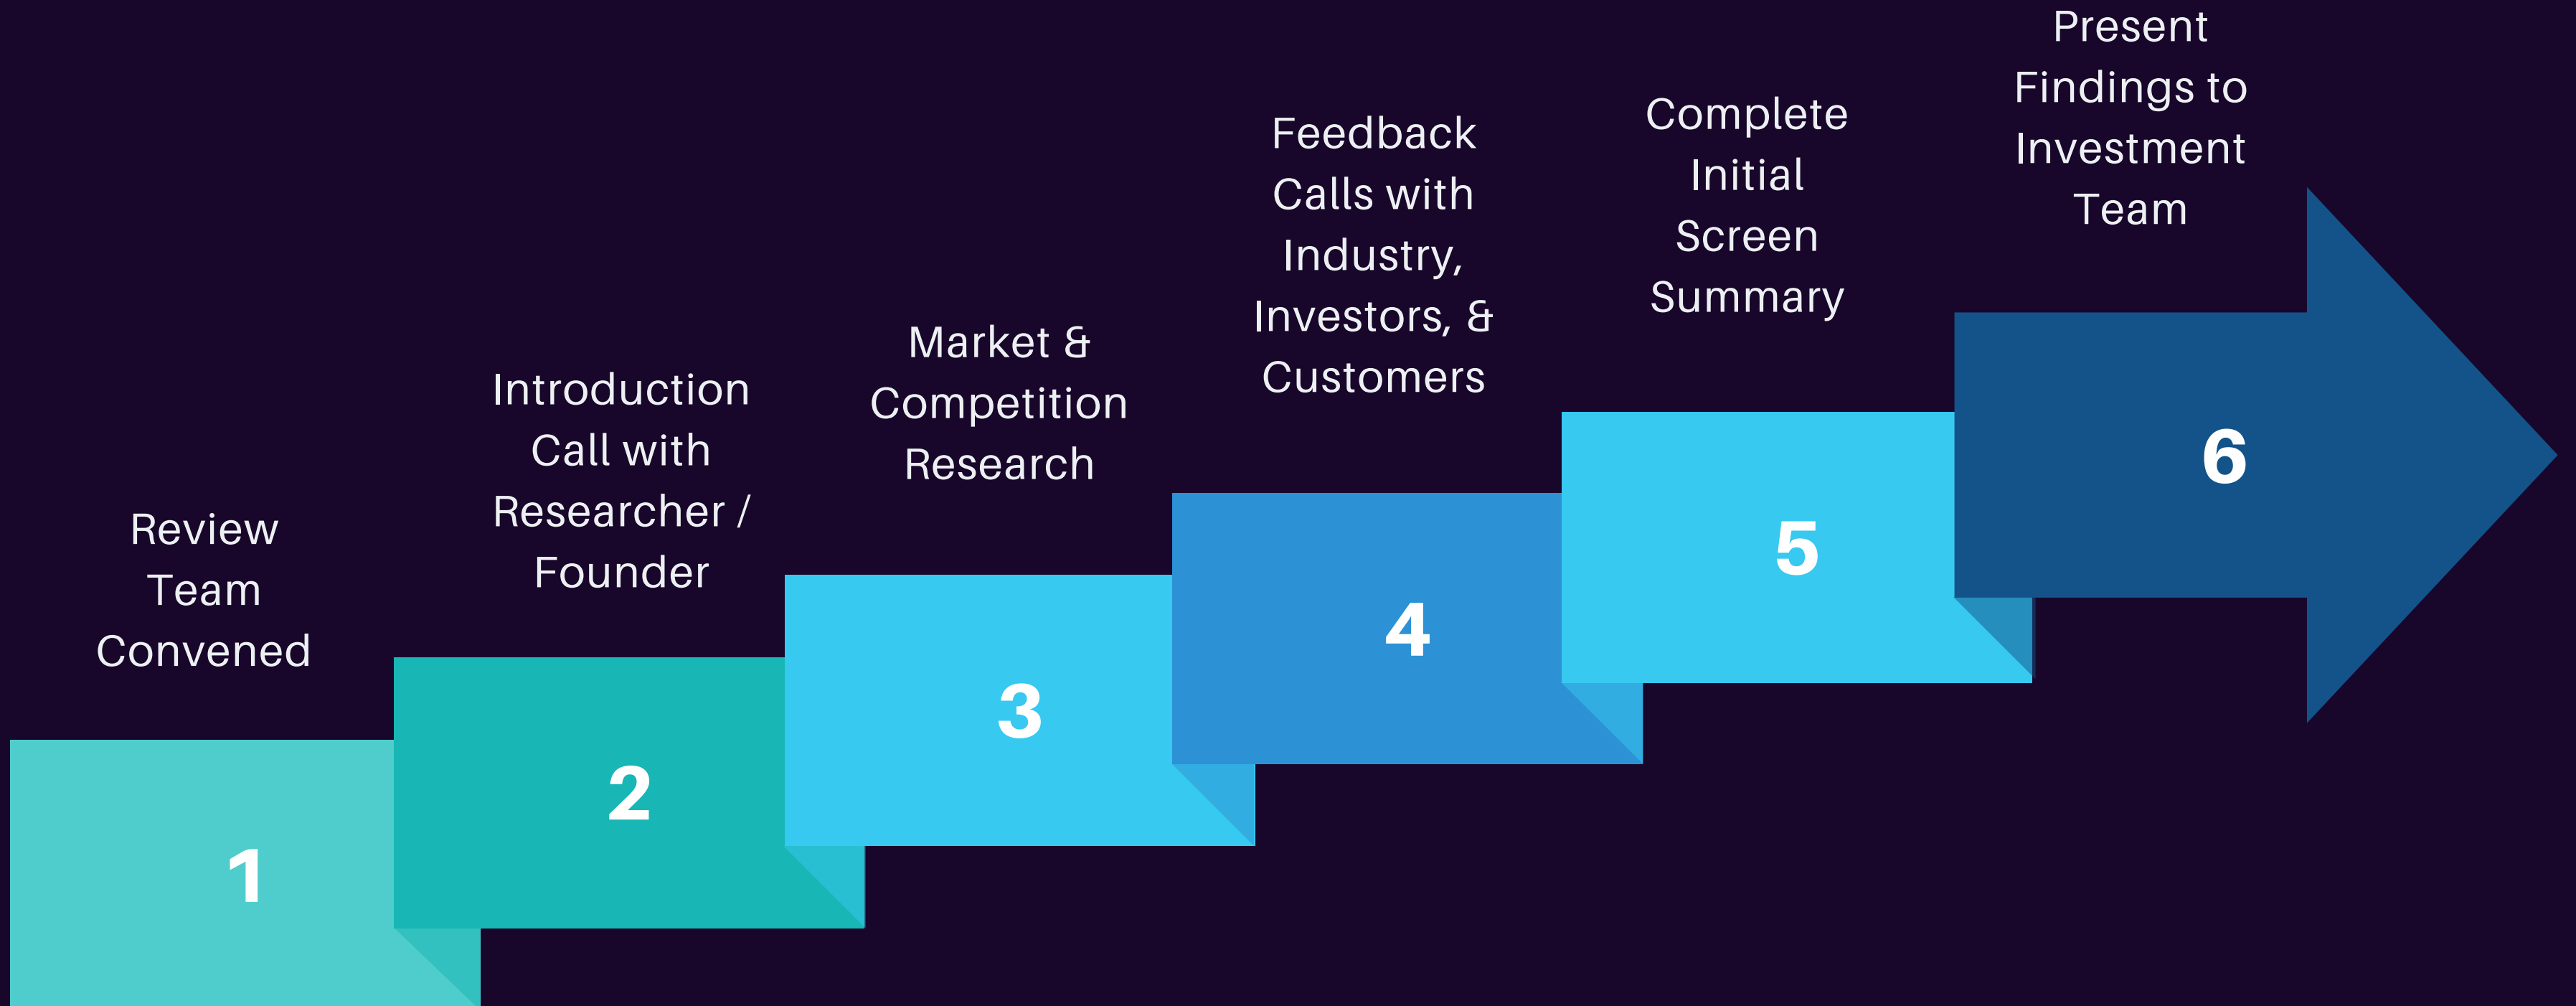 Review
Team
Convened
1
Introduction
Call with
Researcher /
Founder
2
Market &
Competition
Research
3
Feedback
Calls with
Industry,
Investors, &
Customers
4
Complete
Initial
Screen
Summary
5
Present
Findings to
Investment
Team
6